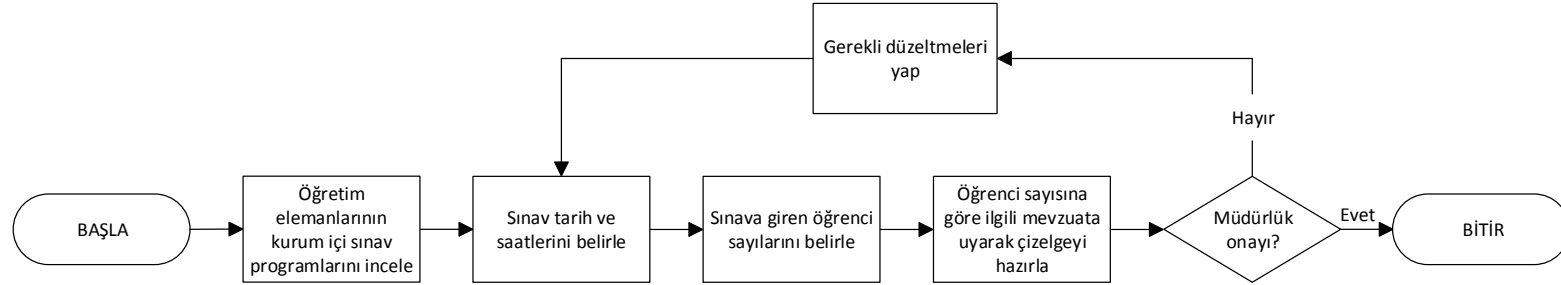 Gerekli düzeltmeleri
yap
Hayır
BAŞLA
Öğretim
elemanlarının
kurum içi sınav
programlarını incele
Sınav tarih ve
saatlerini belirle
Sınava giren öğrenci
sayılarını belirle
Öğrenci sayısına
göre ilgili mevzuata
uyarak çizelgeyi
hazırla
Müdürlük
onayı?
Evet
BİTİR